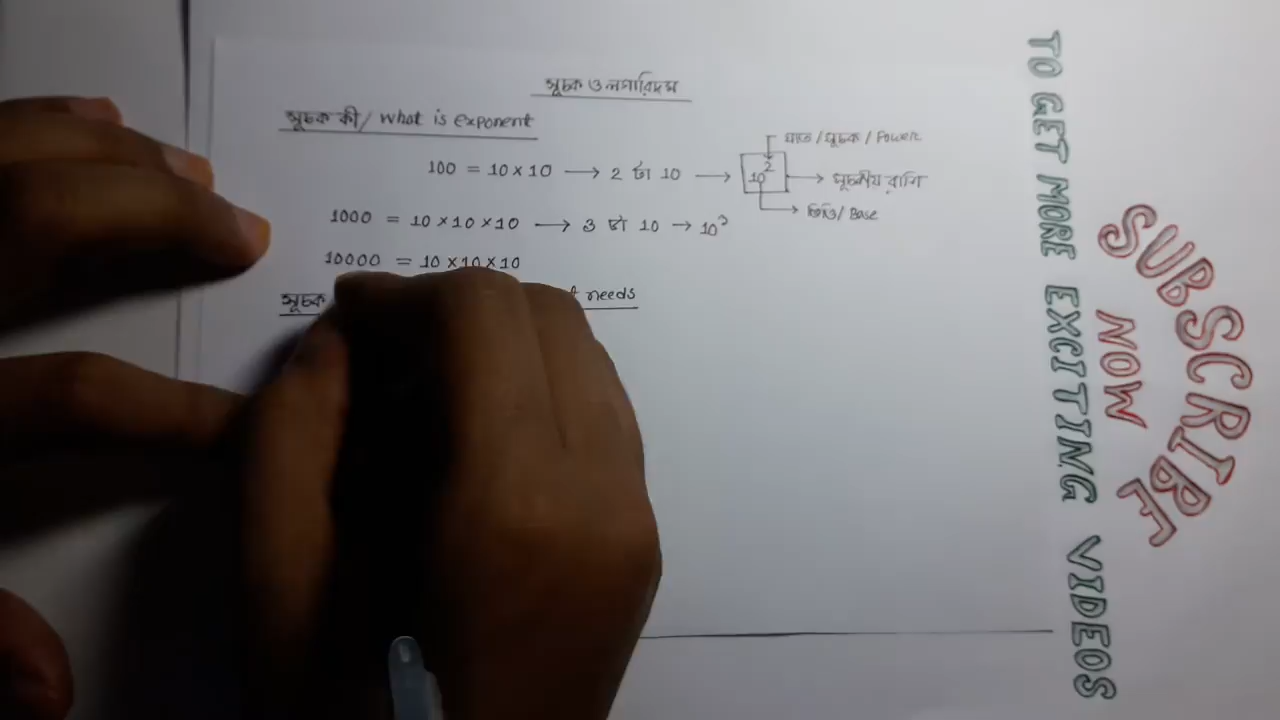 সূচক ও লগারিদম
সূচক কী / What is exponent
100 = 10 × 10 → 2 টা 10 → 10²
ঘাত / সূচক / Power
সূচকীয় রাশি
ভিত্তি / Base
1000 = 10 × 10 × 10 → 3 টা 10 → 10³
10000 = 10 × 10 × 10
সূচক needs
TO GET MORE EXCITING VIDEOS
SUBSCRIBE
NOW